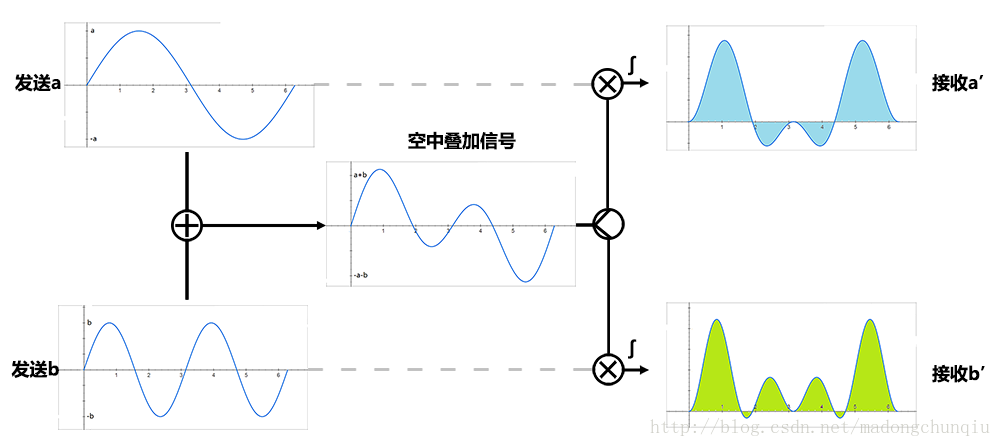 a
发送a
1 2 3 4 5 6
-a
∫
接收a′
1 2 3 4 5 6
空中叠加信号
a+b
1 2 3 4 5 6
-a-b
b
发送b
1 2 3 4 5 6
-b
∫
接收b′
1 2 3 4 5 6
http://blog.csdn.net/madongchunqiu